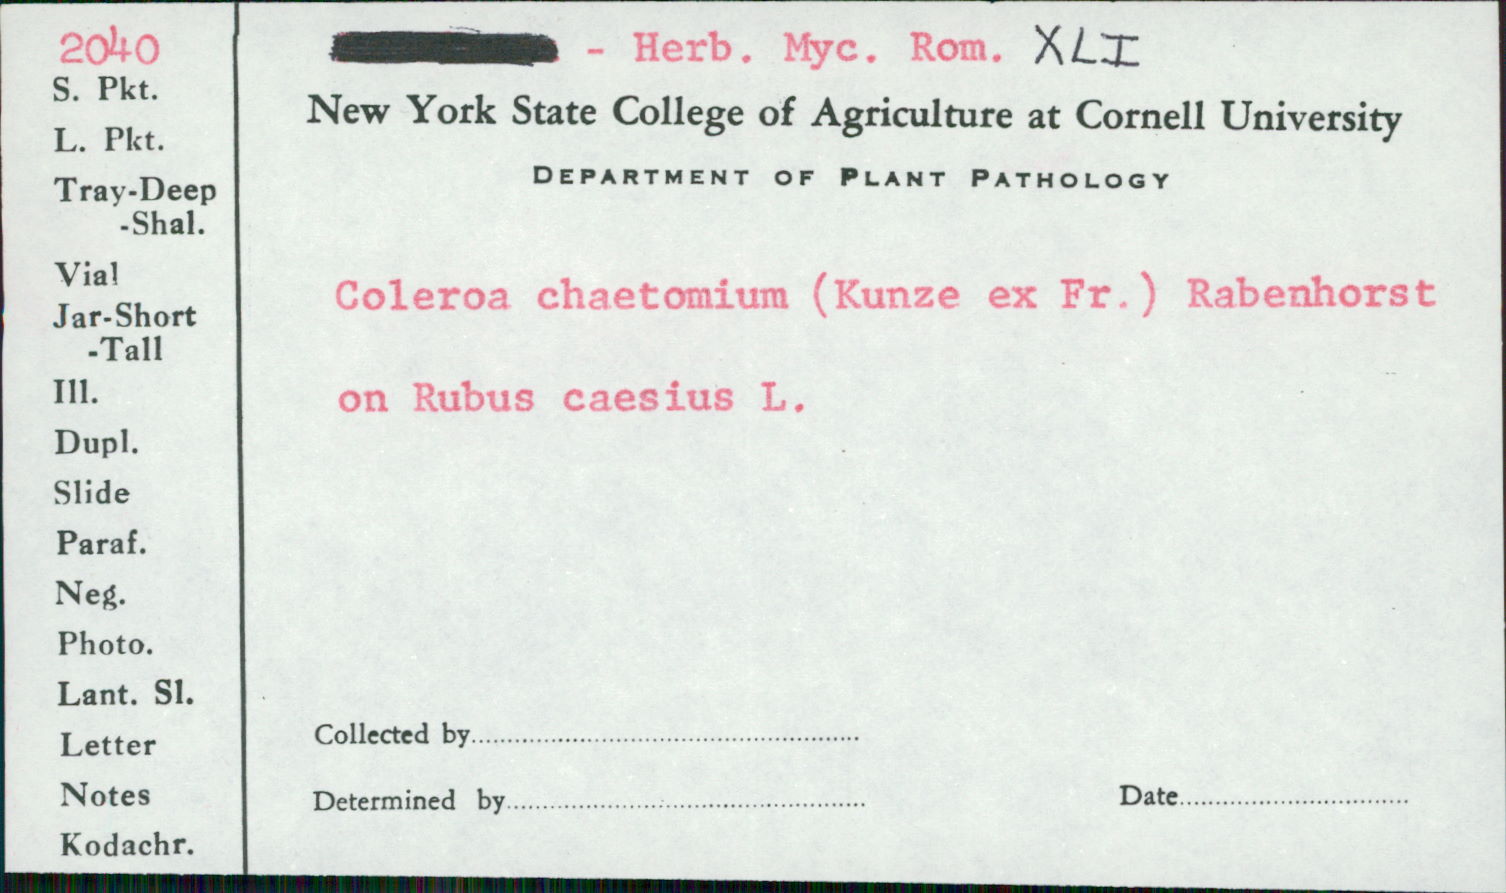 2040
S. Pkt.
L. Pkt.
Tray-Deep
-Shal.
Vial
Jar-Short
-Tall
Ill.
Dupl.
Slide
Paraf.
Neg.
Photo.
Lant. Sl.
Letter
Notes
Kodachr.
- Herb. Myc. Rom. XLI
New York State College of Agriculture at Cornell University
DEPARTMENT OF PLANT PATHOLOGY
Coleroa chaetomium (Kunze ex Fr.) Rabenhorst
on Rubus caesius L.
Collected by
Determined by
Date